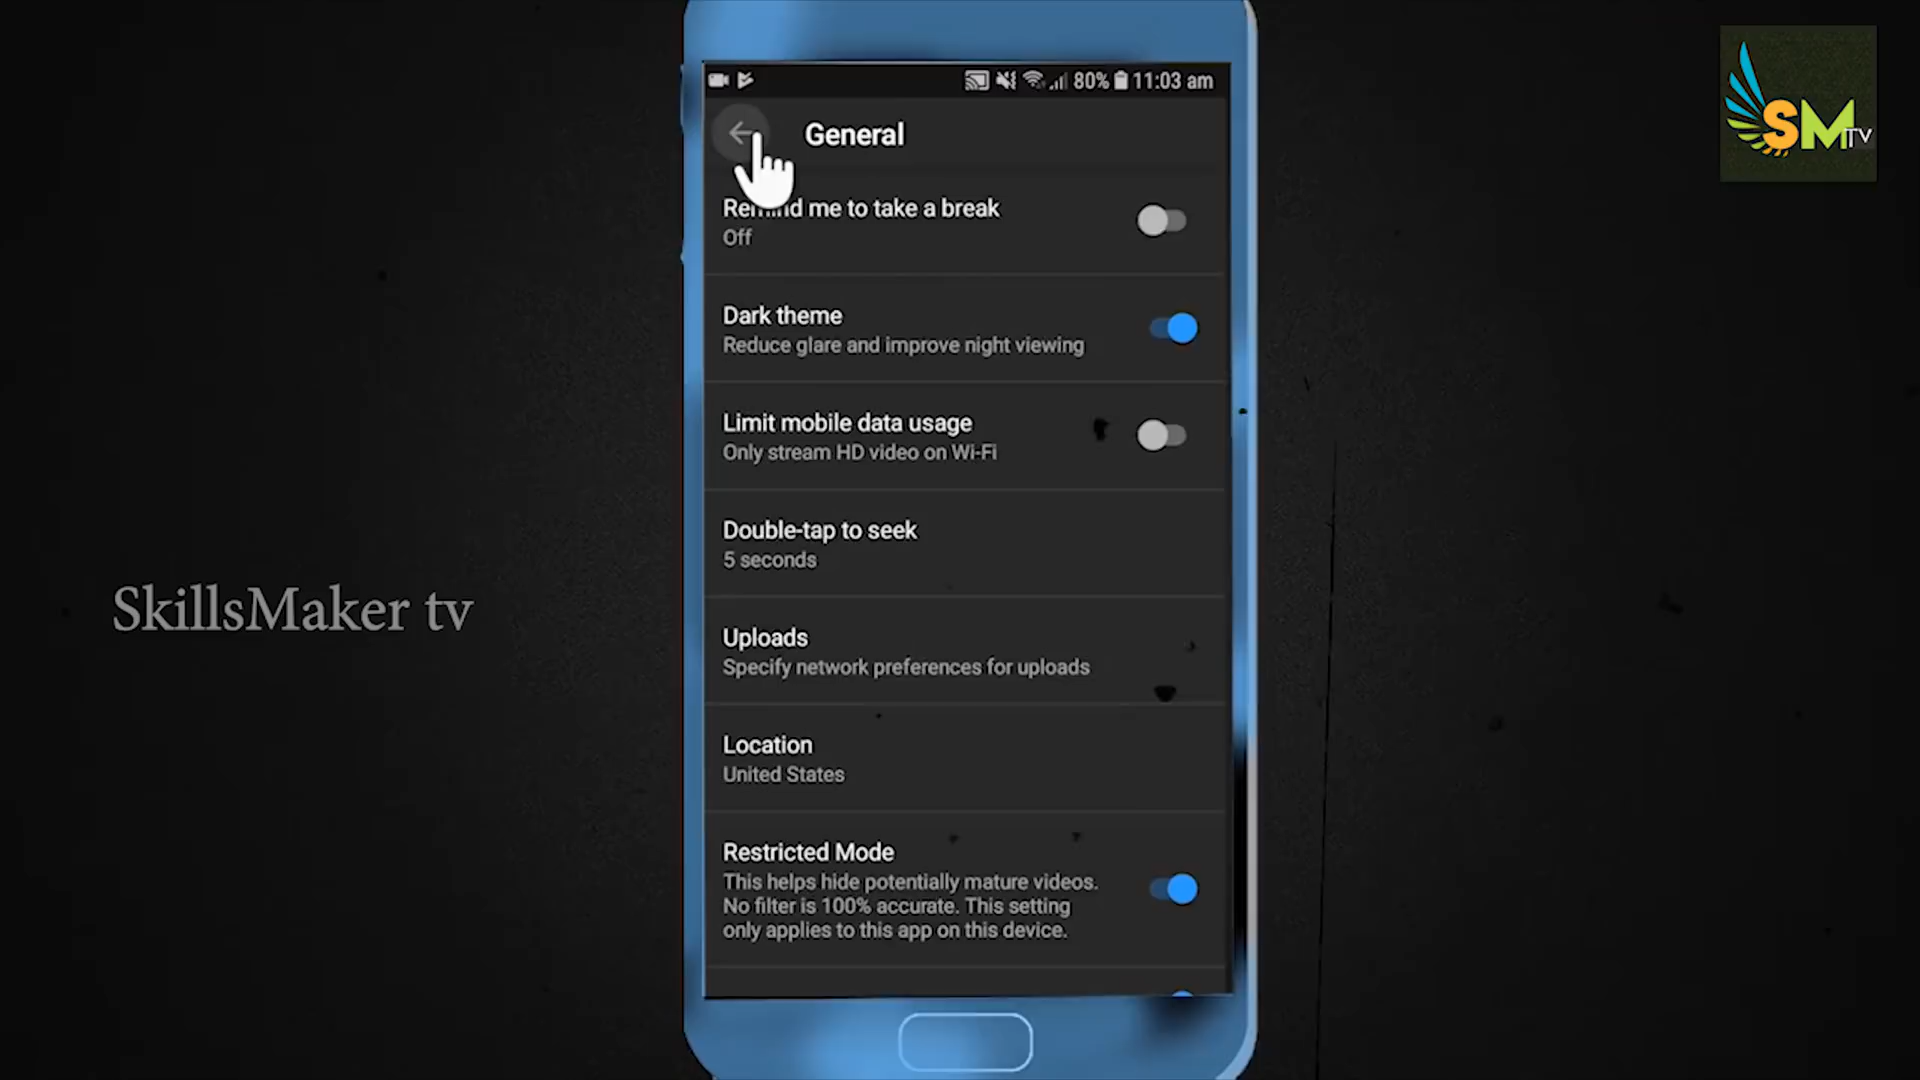 80% 11:03 am
SM TV
General
Remind me to take a break
Off
Dark theme
Reduce glare and improve night viewing
Limit mobile data usage
Only stream HD video on Wi-Fi
Double-tap to seek
5 seconds
SkillsMaker tv
Uploads
Specify network preferences for uploads
Location
United States
Restricted Mode
This helps hide potentially mature videos.
No filter is 100% accurate. This setting
only applies to this app on this device.